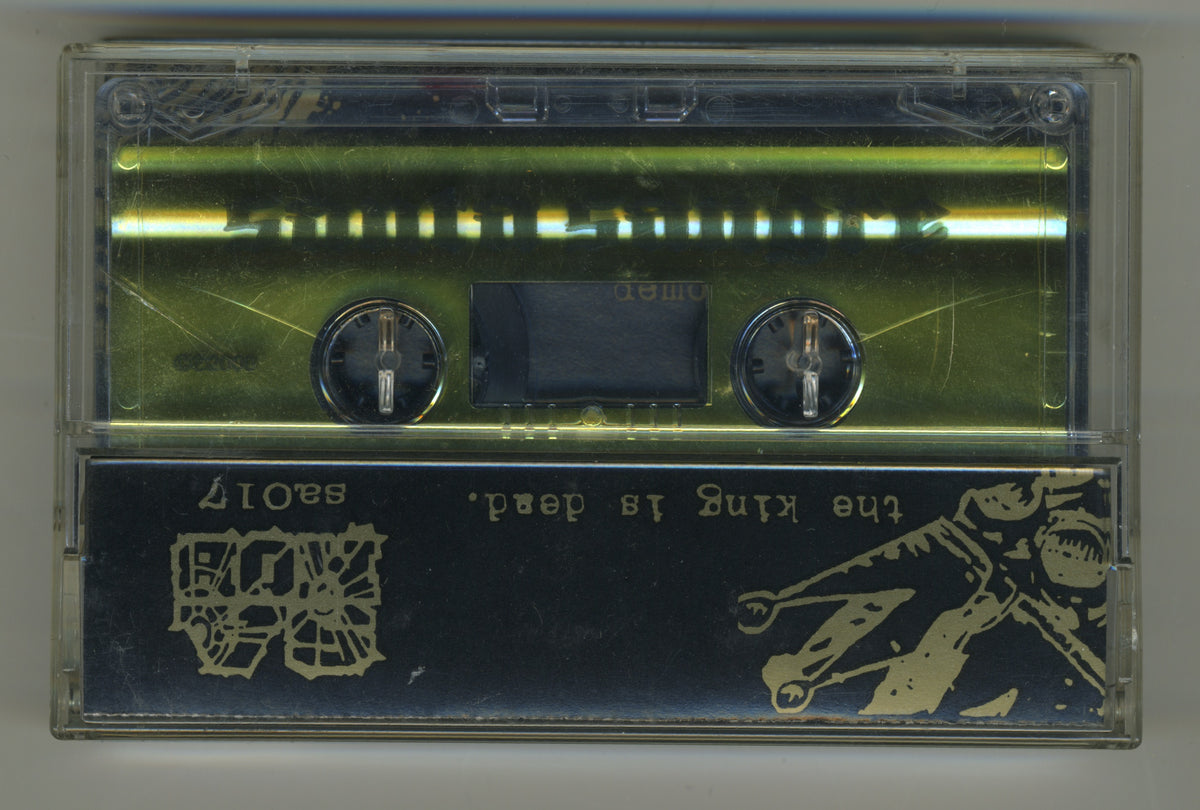 the king is dead.
sa017
demo